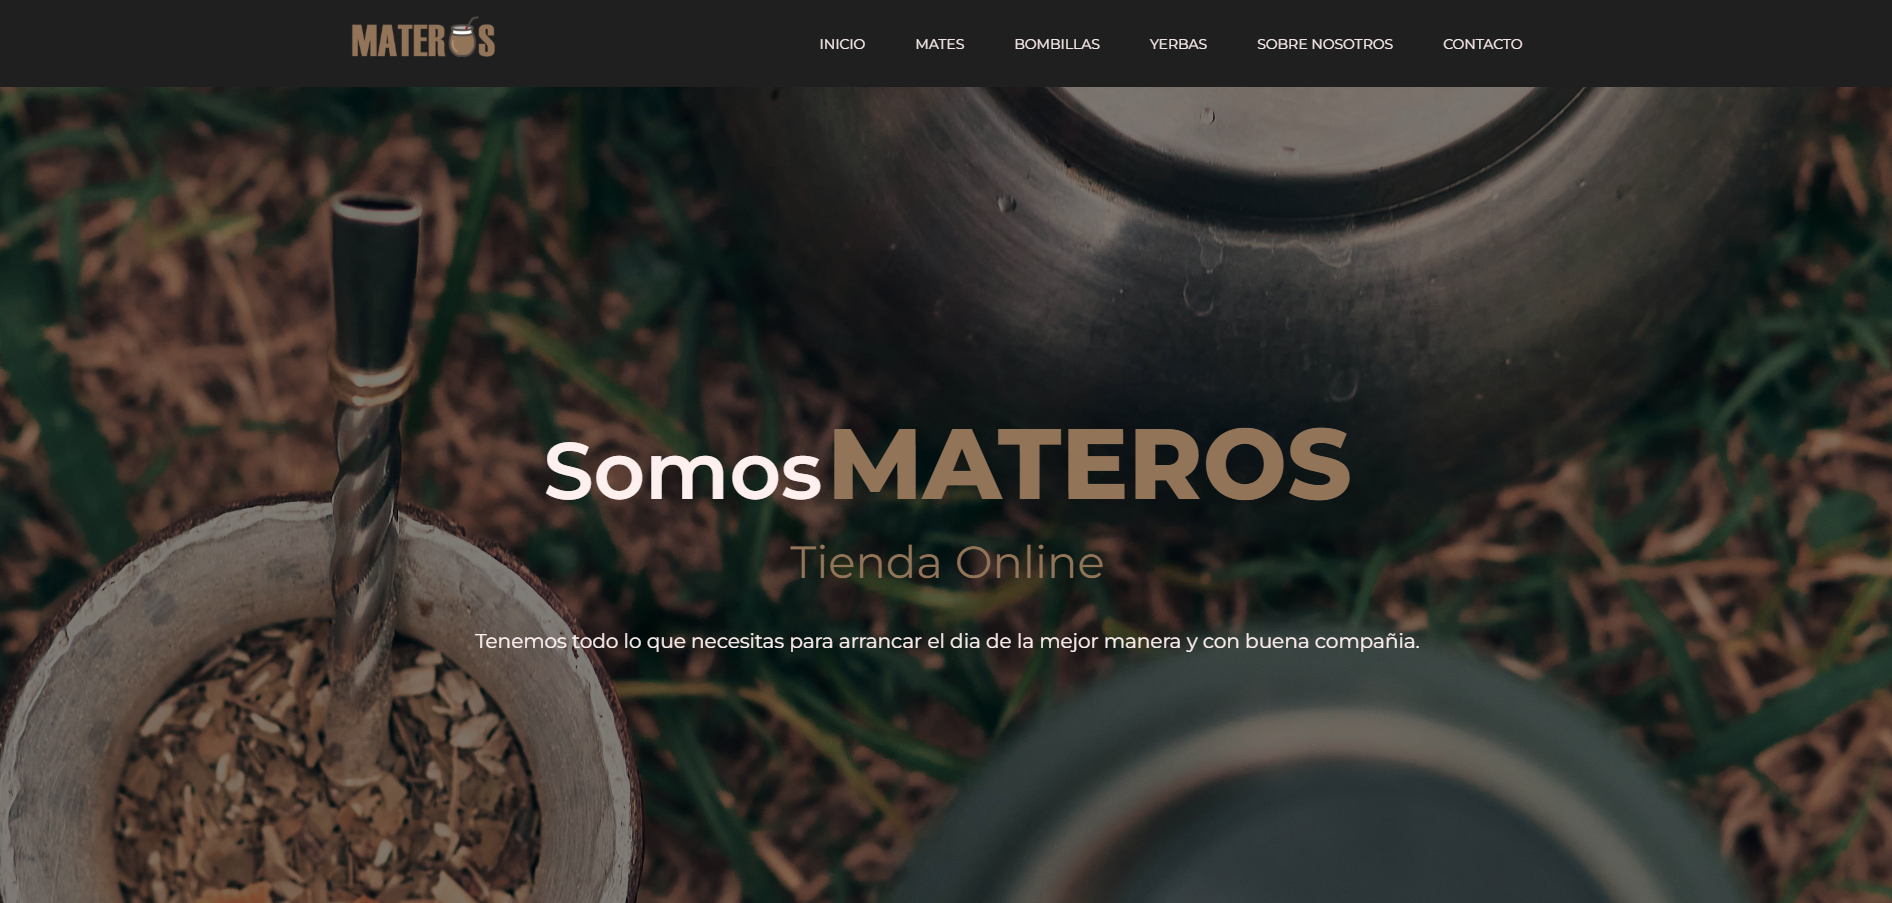 MATEROS
INICIO MATES BOMBILLAS YERBAS SOBRE NOSOTROS CONTACTO
Somos MATEROS
Tienda Online
Tenemos todo lo que necesitas para arrancar el dia de la mejor manera y con buena compañia.